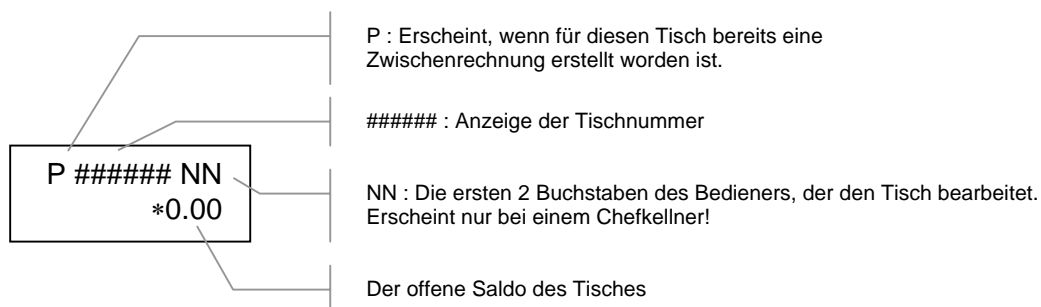 P : Erscheint, wenn für diesen Tisch bereits eine
Zwischenrechnung erstellt worden ist.
###### : Anzeige der Tischnummer
P ###### NN
*0.00
NN : Die ersten 2 Buchstaben des Bedieners, der den Tisch bearbeitet.
Erscheint nur bei einem Chefkellner!
Der offene Saldo des Tisches